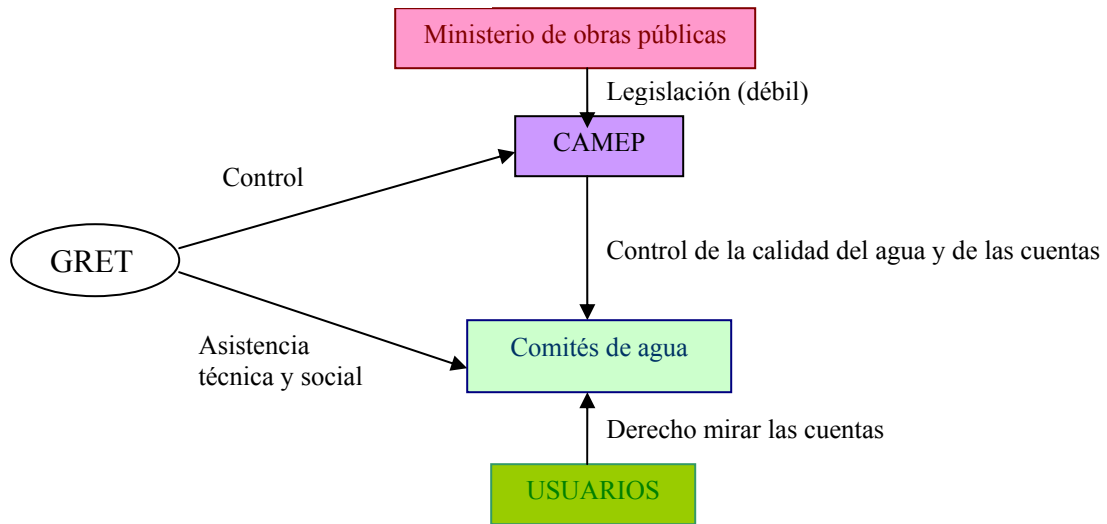 Ministerio de obras públicas
Legislación (débil)
CAMEP
Control
Control de la calidad del agua y de las cuentas
GRET
Asistencia
técnica y social
Comités de agua
Derecho mirar las cuentas
USUARIOS